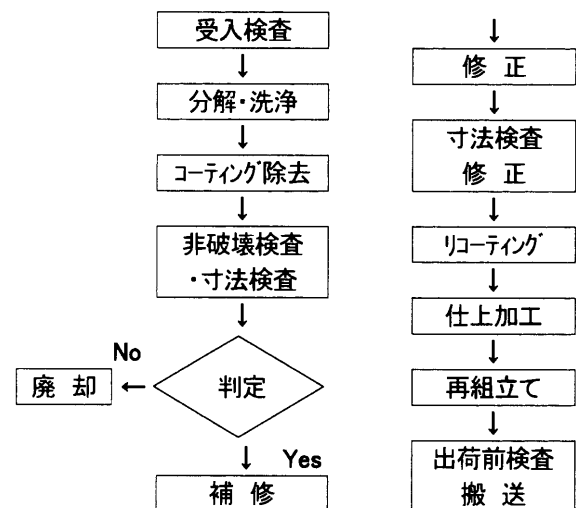 受入検査
分解・洗浄
コーティング除去
非破壊検査
・寸法検査
No
廃却
判定
Yes
補修
修正
寸法検査
修正
リコーティング
仕上加工
再組立て
出荷前検査
搬送